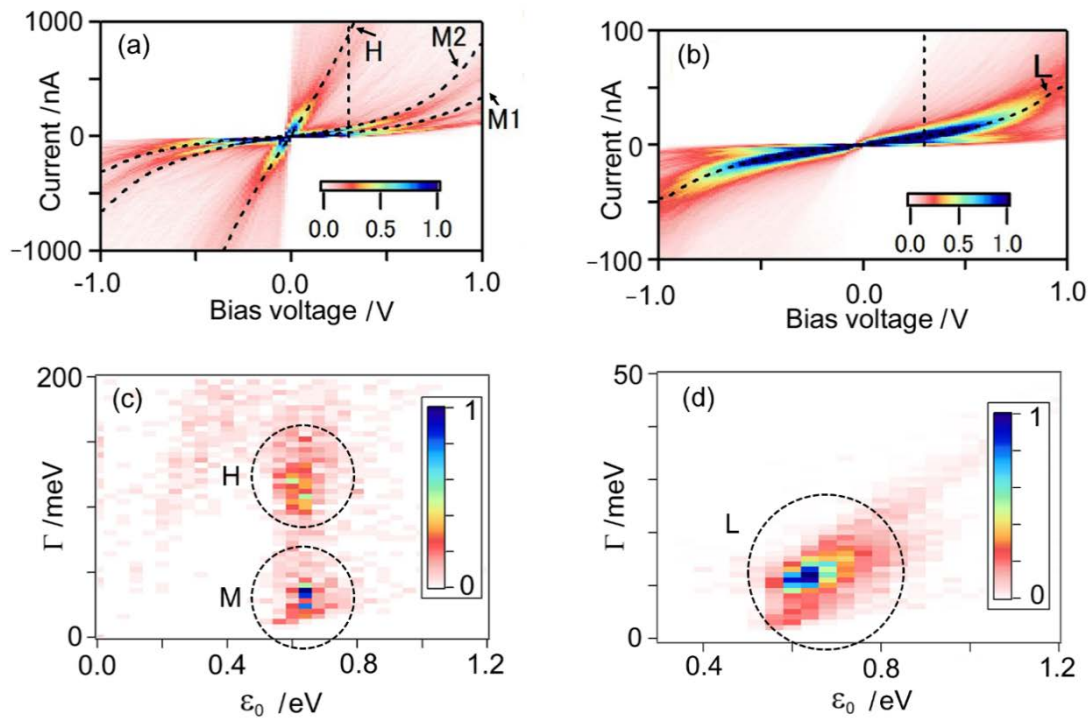 (a)
1000
0
−1000
Current /nA
H
M2
M1
0.0 0.5 1.0
-1.0 0.0 1.0
Bias voltage /V
(b)
100
0
−100
Current /nA
L
0.0 0.5 1.0
−1.0 0.0 1.0
Bias voltage /V
(c)
200
0
Γ /meV
H
M
1
0
0.0 0.4 0.8 1.2
ε0 /eV
(d)
50
0
Γ /meV
L
1
0
0.4 0.8 1.2
ε0 /eV